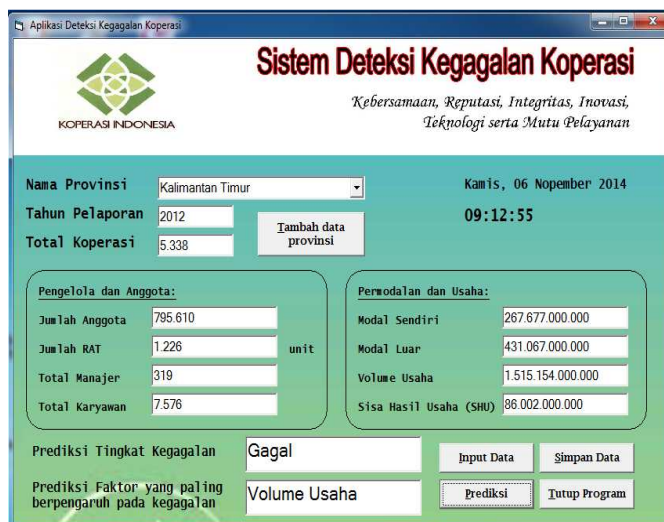 Aplikasi Deteksi Kegagalan Koperasi
KOPERASI INDONESIA
Sistem Deteksi Kegagalan Koperasi
Kebersamaan, Reputasi, Integritas, Inovasi,
Teknologi serta Mutu Pelayanan
Nama Provinsi Kalimantan Timur
Tahun Pelaporan 2012
Total Koperasi 5.338
Tambah data
provinsi
Kamis, 06 Nopember 2014
09:12:55
Pengelola dan Anggota:
Jumlah Anggota 795.610
Jumlah RAT 1.226 unit
Total Manajer 319
Total Karyawan 7.576
Permodalan dan Usaha:
Modal Sendiri 267.677.000.000
Modal Luar 431.067.000.000
Volume Usaha 1.515.154.000.000
Sisa Hasil Usaha (SHU) 86.002.000.000
Prediksi Tingkat Kegagalan Gagal
Prediksi Faktor yang paling
berpengaruh pada kegagalan
Volume Usaha
Input Data Simpan Data
Prediksi Tutup Program